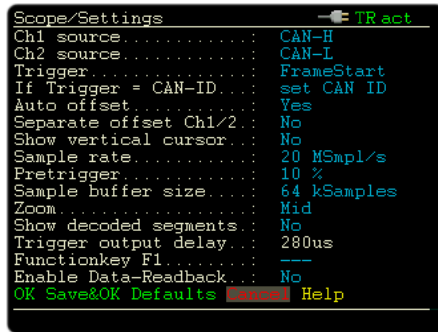 Scope/Settings TR act
Ch1 source.............: CAN-H
Ch2 source.............: CAN-L
Trigger................: FrameStart
If Trigger = CAN-ID....: set CAN ID
Auto offset............: Yes
Separate offset Ch1/2..: No
Show vertical cursor...: No
Sample rate............: 20 MSmpl/s
Pretrigger.............: 10 %
Sample buffer size.....: 64 kSamples
Zoom...................: Mid
Show decoded segments..: No
Trigger output delay...: 280us
Functionkey F1.........: ---
Enable Data-Readback...: No
OK Save&OK Defaults Cancel Help